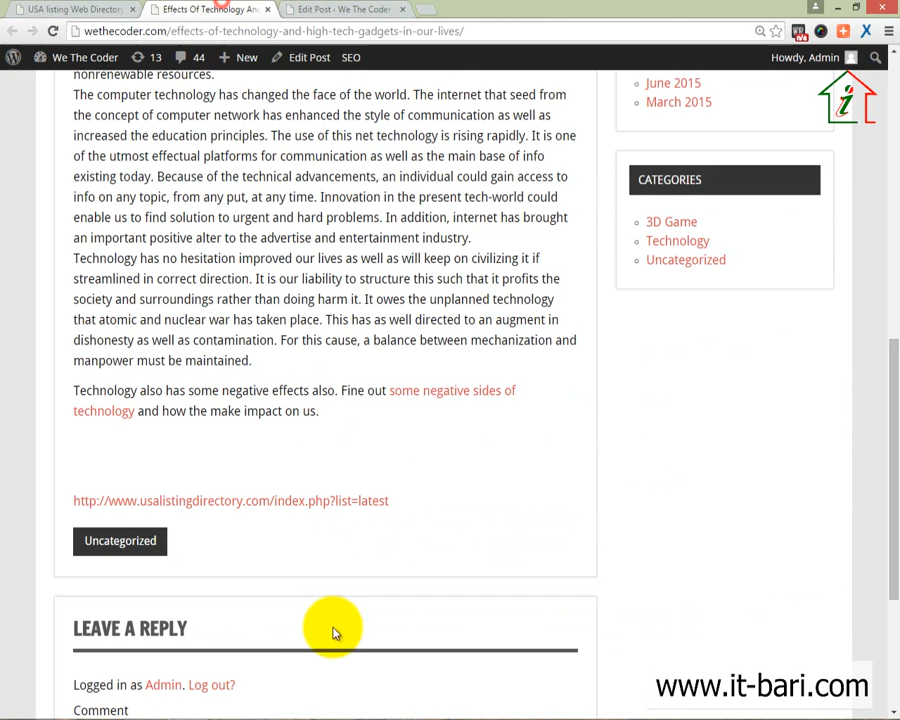 USA listing Web Directory
Effects Of Technology An
Edit Post - We The Coder
wethecoder.com/effects-of-technology-and-high-tech-gadgets-in-our-lives/
We The Coder 13 44 New Edit Post SEO Howdy, Admin
nonrenewable resources.
The computer technology has changed the face of the world. The internet that seed from
the concept of computer network has enhanced the style of communication as well as
increased the education principles. The use of this net technology is rising rapidly. It is one
of the utmost effectual platforms for communication as well as the main base of info
existing today. Because of the technical advancements, an individual could gain access to
info on any topic, from any put, at any time. Innovation in the present tech-world could
enable us to find solution to urgent and hard problems. In addition, internet has brought
an important positive alter to the advertise and entertainment industry.
Technology has no hesitation improved our lives as well as will keep on civilizing it if
streamlined in correct direction. It is our liability to structure this such that it profits the
society and surroundings rather than doing harm it. It owes the unplanned technology
that atomic and nuclear war has taken place. This has as well directed to an augment in
dishonesty as well as contamination. For this cause, a balance between mechanization and
manpower must be maintained.
Technology also has some negative effects also. Fine out some negative sides of
technology and how the make impact on us.
http://www.usalistingdirectory.com/index.php?list=latest
Uncategorized
LEAVE A REPLY
Logged in as Admin. Log out?
Comment
June 2015
March 2015
CATEGORIES
3D Game
Technology
Uncategorized
www.it-bari.com